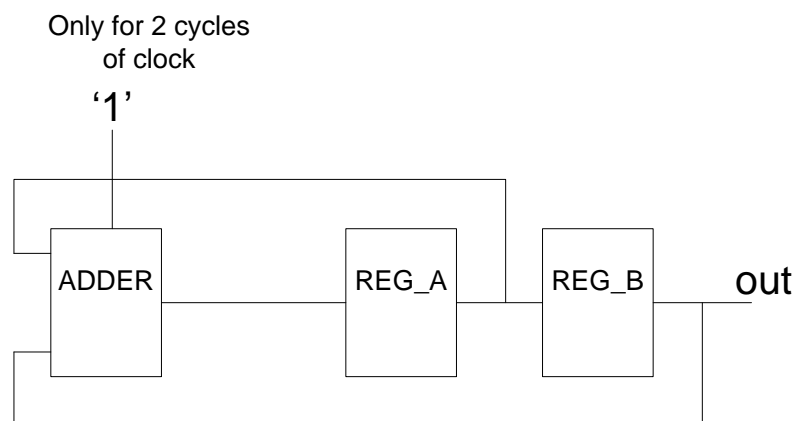 Only for 2 cycles
of clock
‘1’
ADDER
REG_A
REG_B
out